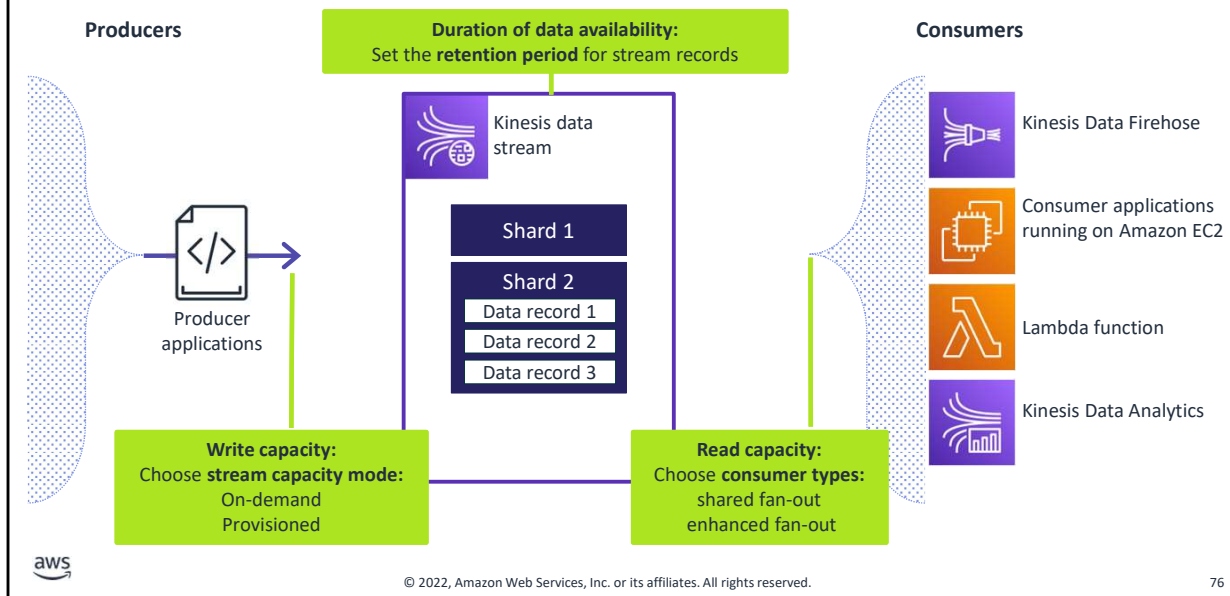 Producers
Duration of data availability:
Set the retention period for stream records
Consumers
Kinesis data
stream
Shard 1
Shard 2
Data record 1
Data record 2
Data record 3
</>
Producer
applications
Kinesis Data Firehose
Consumer applications
running on Amazon EC2
Lambda function
Kinesis Data Analytics
Write capacity:
Choose stream capacity mode:
On-demand
Provisioned
Read capacity:
Choose consumer types:
shared fan-out
enhanced fan-out
aws
© 2022, Amazon Web Services, Inc. or its affiliates. All rights reserved.
76